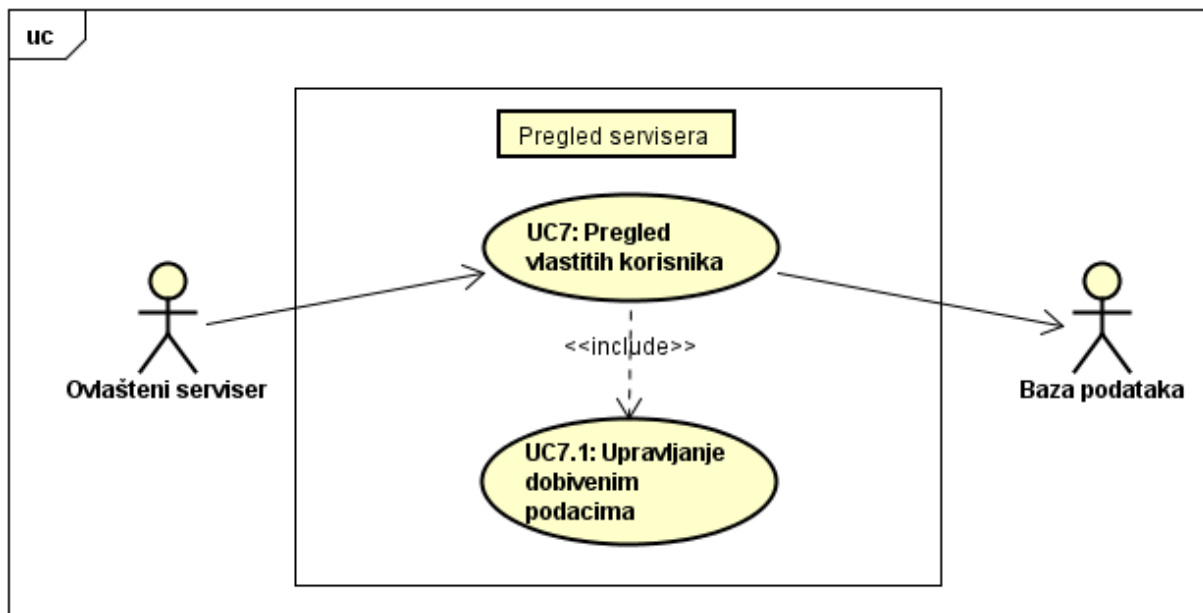 uc
Pregled servisera
UC7: Pregled
vlastitih korisnika
<<include>>
Ovlašteni serviser
Baza podataka
UC7.1: Upravljanje
dobivenim
podacima